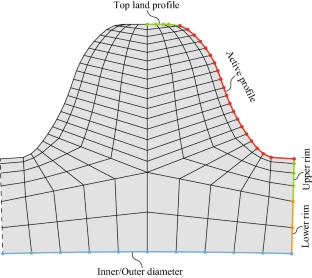 Top land profile
Active profile
Upper rim
Lower rim
Inner/Outer diameter